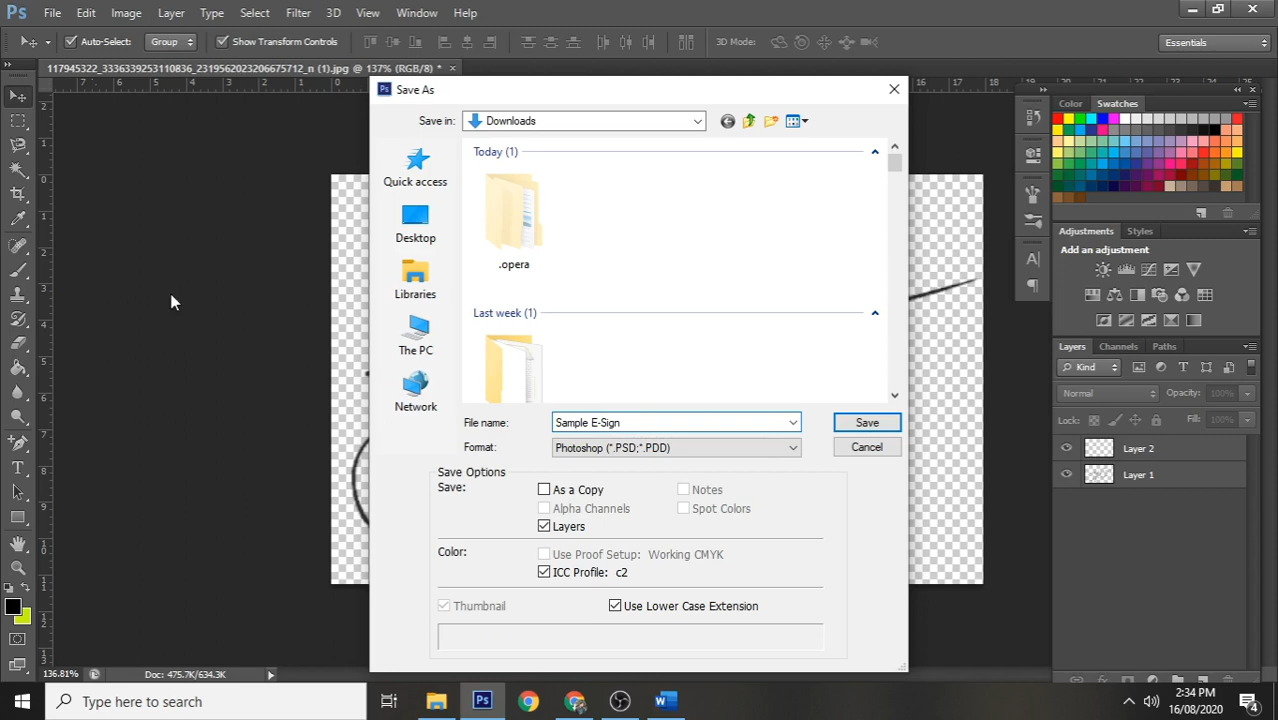 Ps File Edit Image Layer Type Select Filter 3D View Window Help
Auto-Select: Group Show Transform Controls 3D Mode: Essentials
117945322_3336339253110836_2319562023206675712_n (1).jpg @ 137% (RGB/8) *
Save As
Save in: Downloads
Today (1)
.opera
Last week (1)
Quick access
Desktop
Libraries
The PC
Network
File name: Sample E-Sign Save
Format: Photoshop (*.PSD;*.PDD) Cancel
Save Options
Save: As a Copy Notes
Alpha Channels Spot Colors
Layers
Color: Use Proof Setup: Working CMYK
ICC Profile: c2
Thumbnail Use Lower Case Extension
Color Swatches
Adjustments Styles
Add an adjustment
Layers Channels Paths
Kind
Normal Opacity: 100%
Lock: Fill: 100%
Layer 2
Layer 1
136.81% Doc: 475.7K/634.3K
Type here to search
2:34 PM
16/08/2020
4